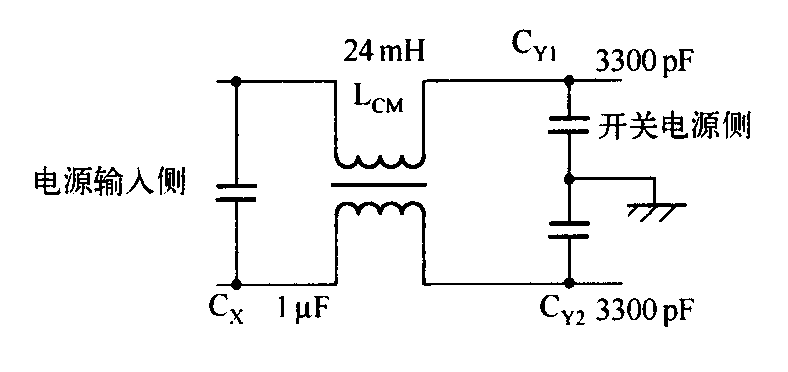 24 mH
L_CM
C_Y1
3300 pF
开关电源侧
电源输入侧
C_X 1 μF
C_Y2 3300 pF